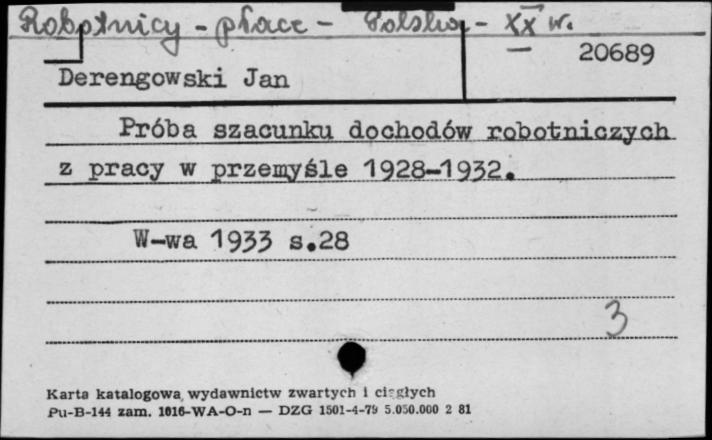 Robotnicy - płace - Polska - XX w.
20689
Derengowski Jan
Próba szacunku dochodów robotniczych
z pracy w przemyśle 1928-1932.
W-wa 1933 s.28
3
Karta katalogowa wydawnictw zwartych i ciągłych
Pu-B-144 zam. 1016-WA-O-n — DZG 1501-4-79 5.050.000 2 81